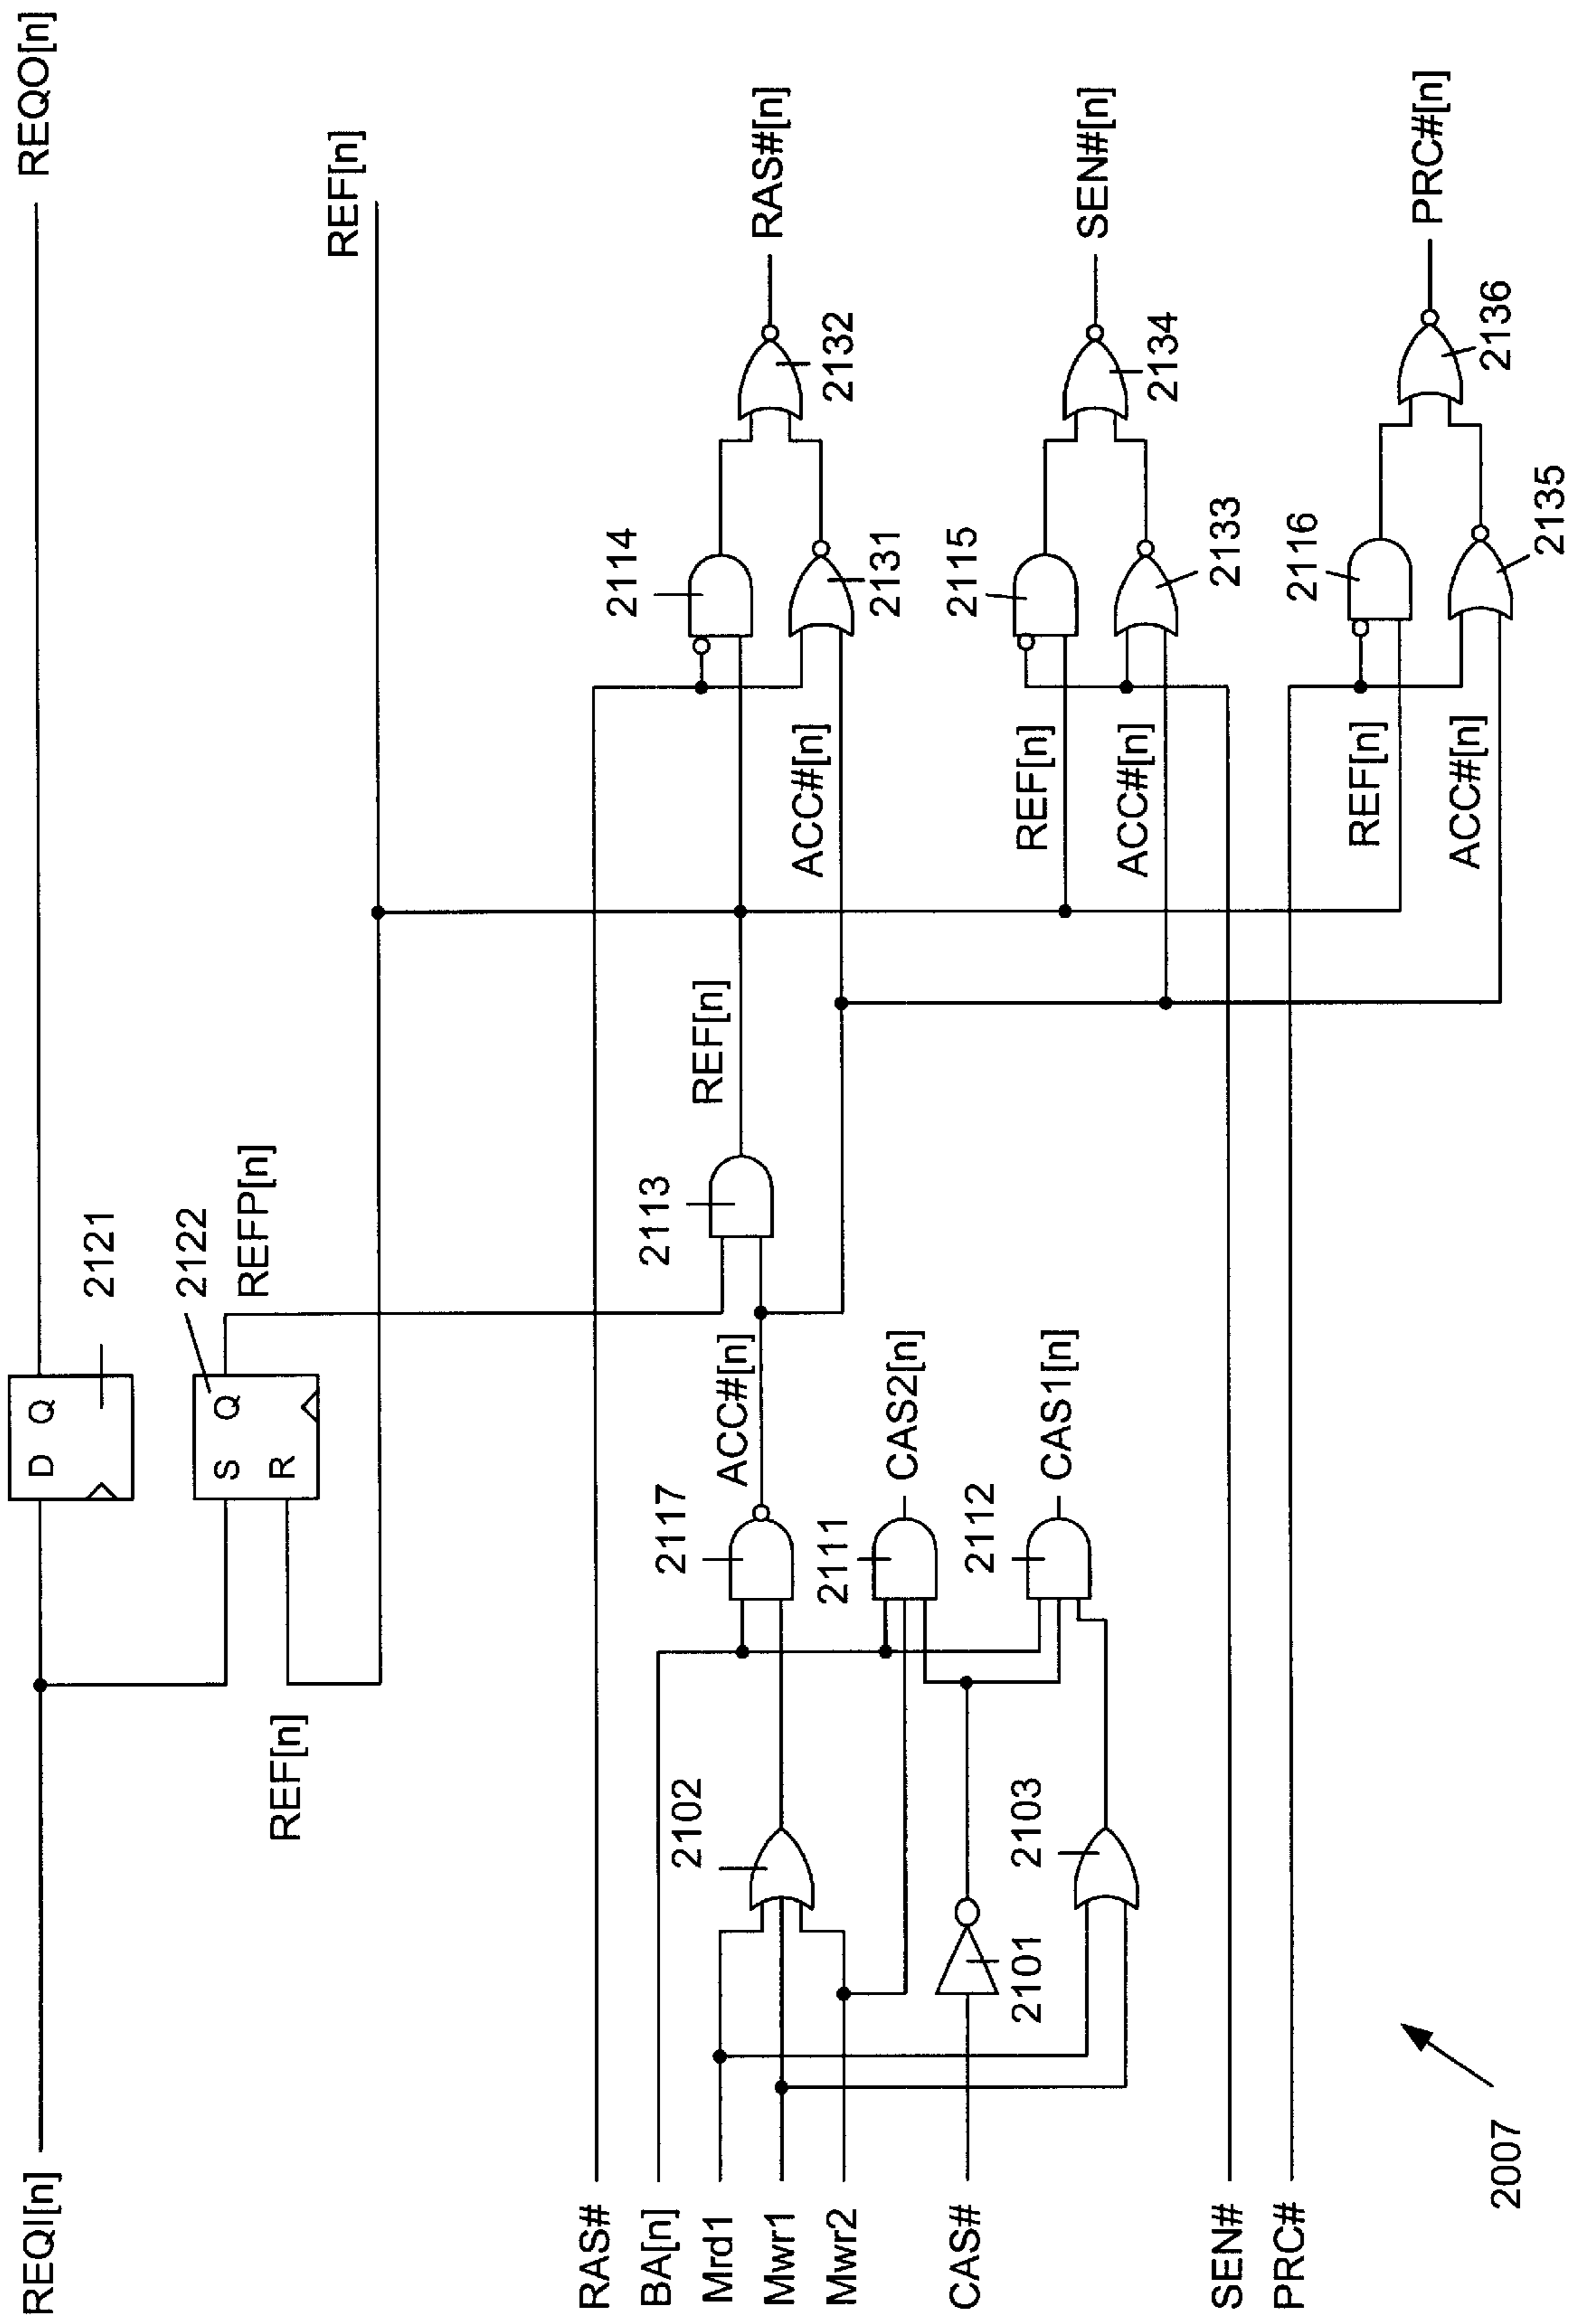 REQI[n]
REQO[n]
D Q
2121
S Q
R
2122
REFP[n]
REF[n]
REF[n]
RAS#
BA[n]
Mrd1
Mwr1
Mwr2
CAS#
SEN#
PRC#
2102
2101
2103
2117
2111
2112
ACC#[n]
CAS2[n]
CAS1[n]
2113
REF[n]
ACC#[n]
REF[n]
ACC#[n]
REF[n]
ACC#[n]
2114
2131
2115
2133
2116
2135
2132
2134
2136
RAS#[n]
SEN#[n]
PRC#[n]
2007